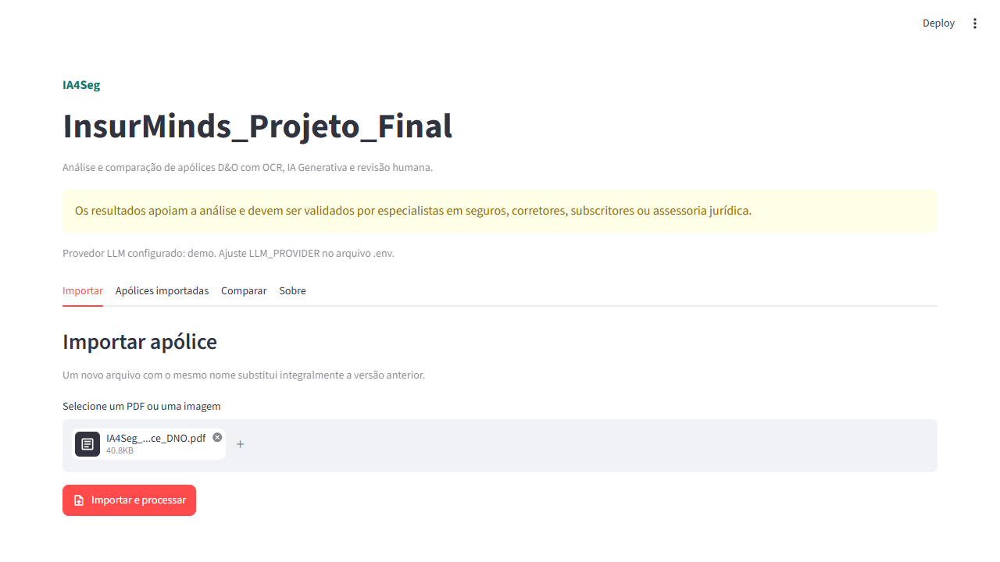 Deploy
IA4Seg
InsurMinds_Projeto_Final
Análise e comparação de apólices D&O com OCR, IA Generativa e revisão humana.
Os resultados apoiam a análise e devem ser validados por especialistas em seguros, corretores, subscritores ou assessoria jurídica.
Provedor LLM configurado: demo. Ajuste LLM_PROVIDER no arquivo .env.
Importar Apólices importadas Comparar Sobre
Importar apólice
Um novo arquivo com o mesmo nome substitui integralmente a versão anterior.
Selecione um PDF ou uma imagem
IA4Seg_...ce_DNO.pdf
40.8KB
Importar e processar